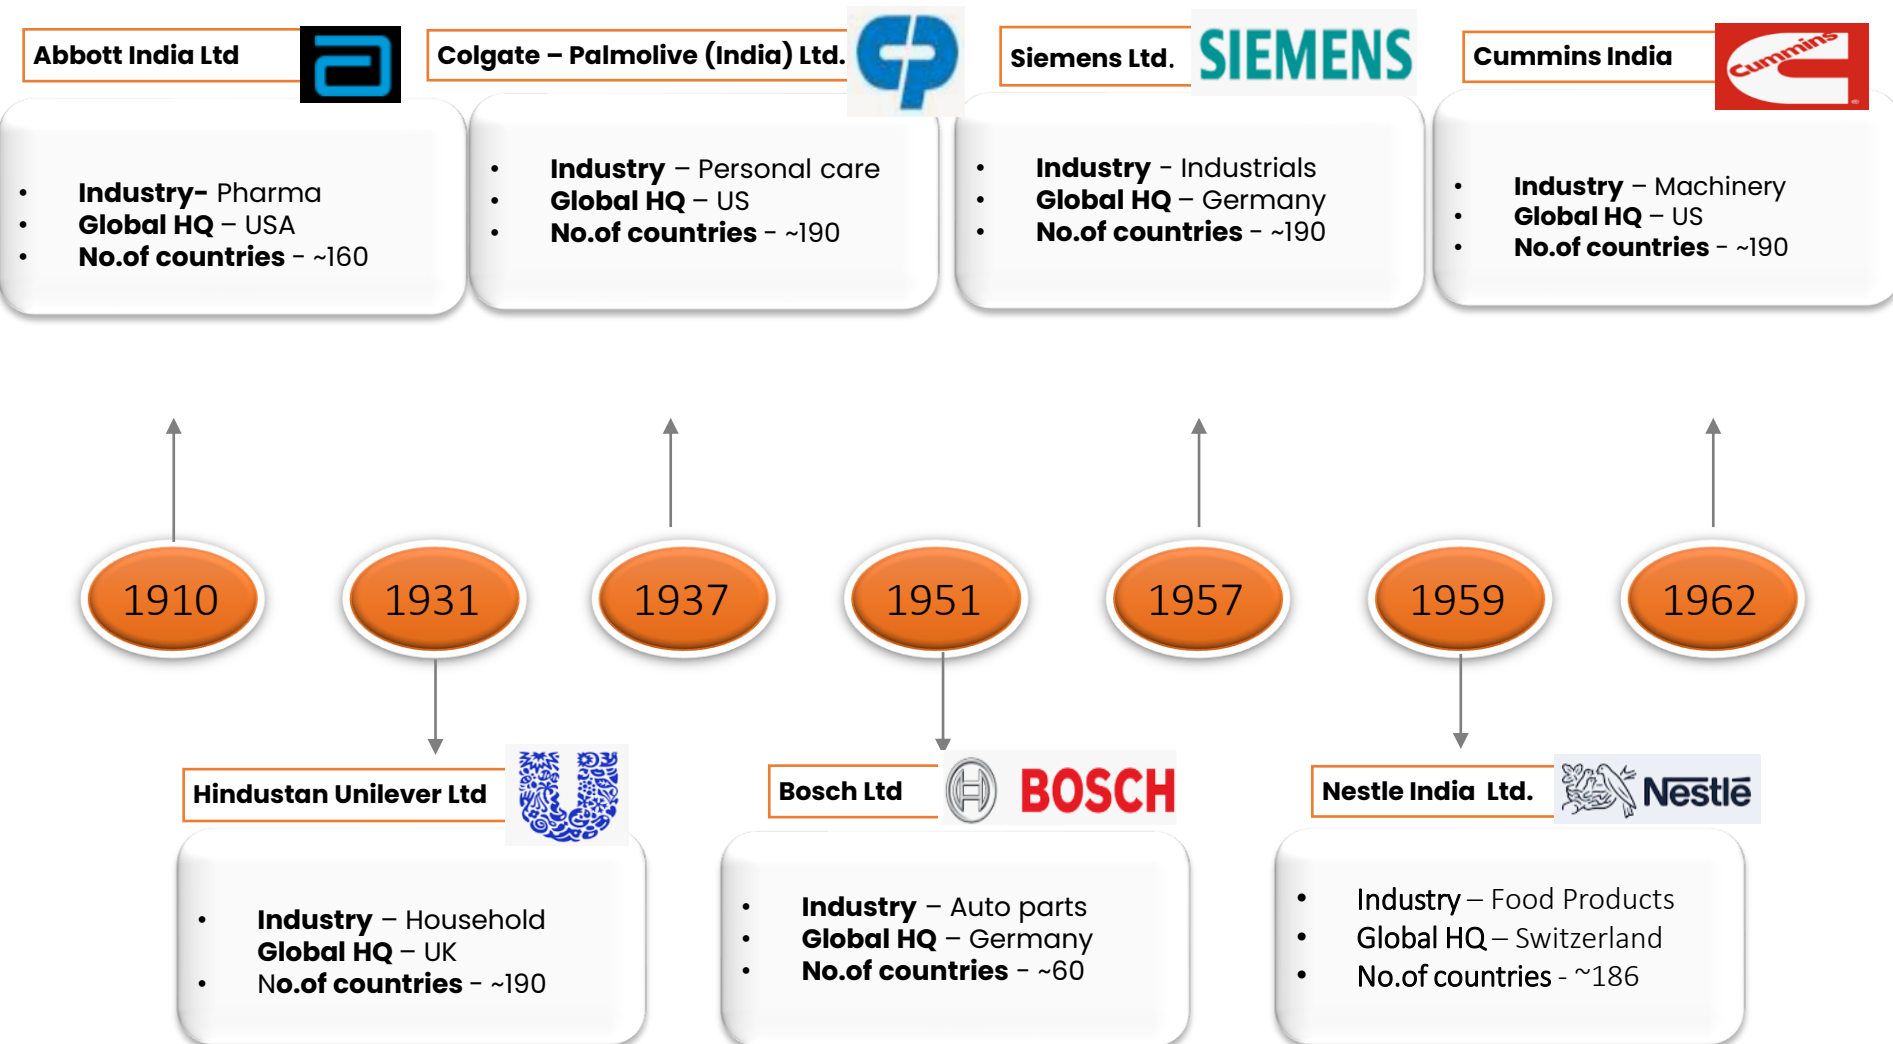 Abbott India Ltd
Colgate – Palmolive (India) Ltd.
Siemens Ltd.
SIEMENS
Cummins India
Cummins
• Industry- Pharma
• Global HQ – USA
• No.of countries - ~160
• Industry – Personal care
• Global HQ – US
• No.of countries - ~190
• Industry - Industrials
• Global HQ – Germany
• No.of countries - ~190
• Industry – Machinery
• Global HQ – US
• No.of countries - ~190
1910
1931
1937
1951
1957
1959
1962
Hindustan Unilever Ltd
Bosch Ltd
BOSCH
Nestle India Ltd.
Nestlé
• Industry – Household
Global HQ – UK
• No.of countries - ~190
• Industry – Auto parts
• Global HQ – Germany
• No.of countries - ~60
• Industry – Food Products
• Global HQ – Switzerland
• No.of countries - ~186